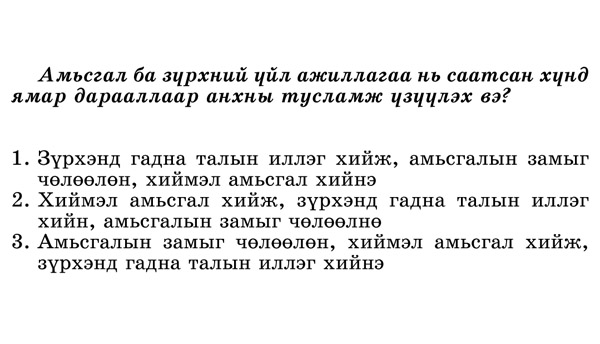 Амьсгал ба зүрхний үйл ажиллагаа нь саатсан хүнд
ямар дарааллаар анхны тусламж үзүүлэх вэ?
1. Зүрхэнд гадна талын иллэг хийж, амьсгалын замыг
чөлөөлөн, хиймэл амьсгал хийнэ
2. Хиймэл амьсгал хийж, зүрхэнд гадна талын иллэг
хийн, амьсгалын замыг чөлөөлнө
3. Амьсгалын замыг чөлөөлөн, хиймэл амьсгал хийж,
зүрхэнд гадна талын иллэг хийнэ